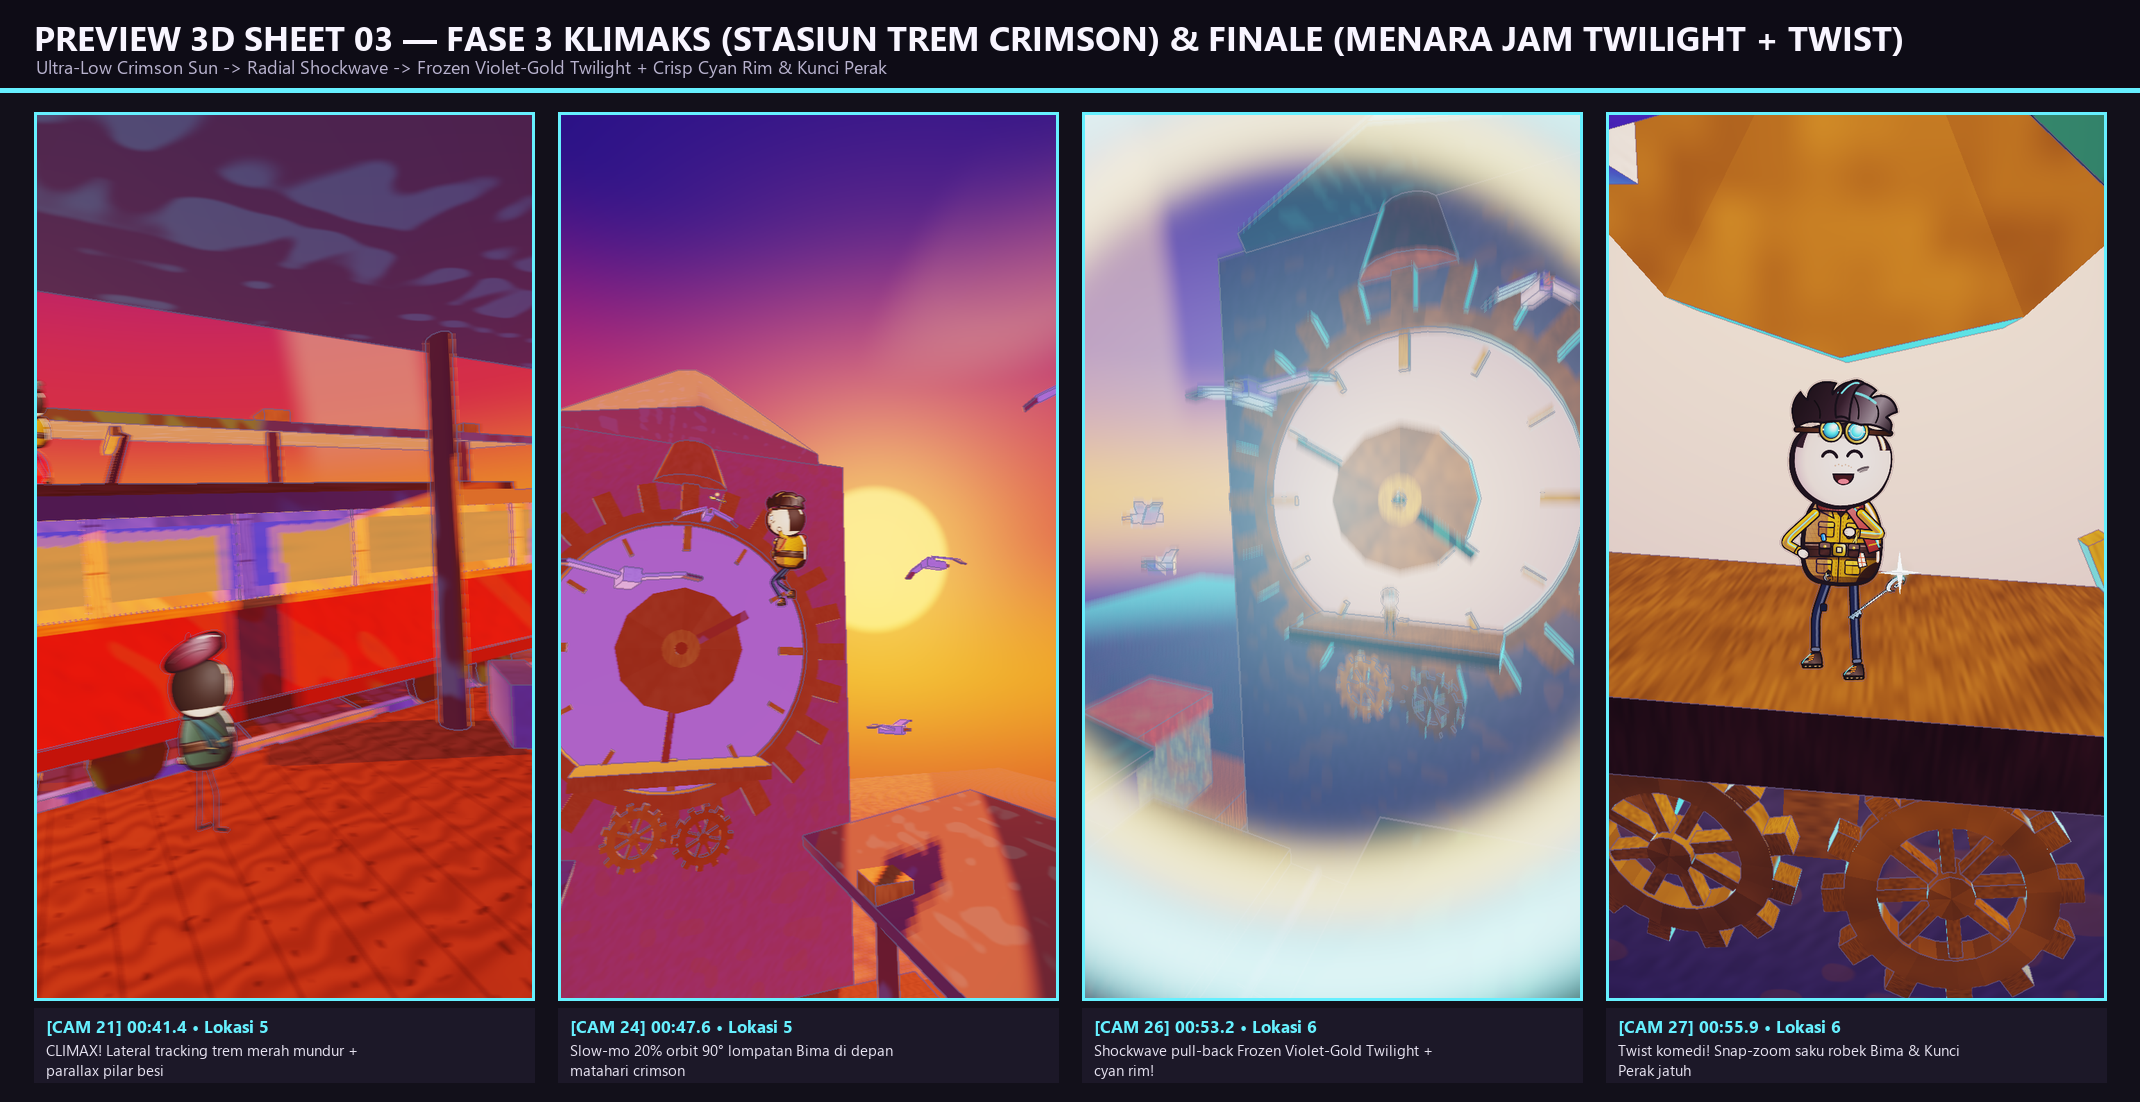 PREVIEW 3D SHEET 03 — FASE 3 KLIMAKS (STASIUN TREM CRIMSON) & FINALE (MENARA JAM TWILIGHT + TWIST)
Ultra-Low Crimson Sun -> Radial Shockwave -> Frozen Violet-Gold Twilight + Crisp Cyan Rim & Kunci Perak
[CAM 21] 00:41.4 • Lokasi 5
CLIMAX! Lateral tracking trem merah mundur +
parallax pilar besi
[CAM 24] 00:47.6 • Lokasi 5
Slow-mo 20% orbit 90° lompatan Bima di depan
matahari crimson
[CAM 26] 00:53.2 • Lokasi 6
Shockwave pull-back Frozen Violet-Gold Twilight +
cyan rim!
[CAM 27] 00:55.9 • Lokasi 6
Twist komedi! Snap-zoom saku robek Bima & Kunci
Perak jatuh